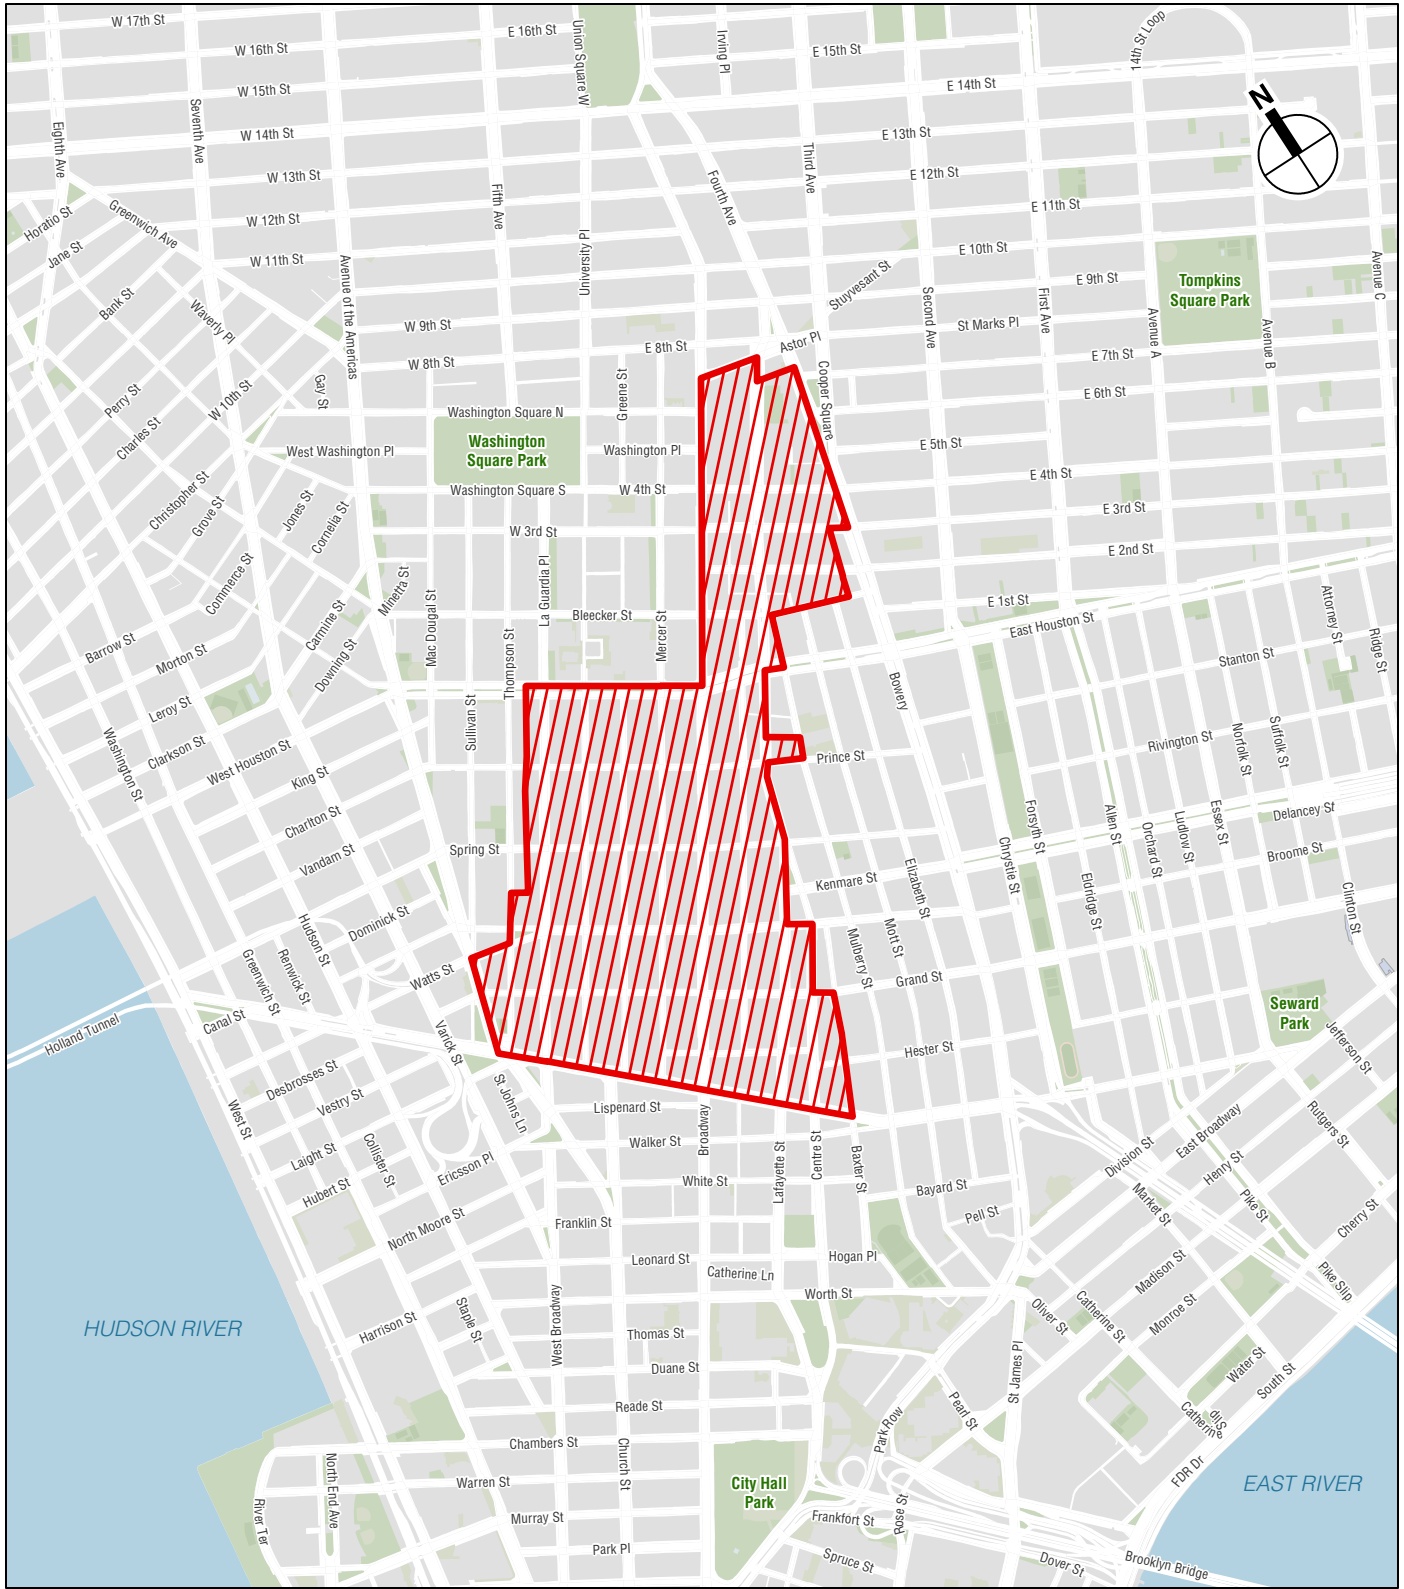 W 17th St
E 16th St
Union Square W
Irving Pl
E 15th St
14th St Loop
W 16th St
W 15th St
E 14th St
N
Eighth Ave
Seventh Ave
W 14th St
E 13th St
Third Ave
W 13th St
E 12th St
Fifth Ave
Fourth Ave
Horatio St
Greenwich Ave
W 12th St
E 11th St
Jane St
W 11th St
Avenue of the Americas
University Pl
E 10th St
Avenue C
Stuyvesant St
E 9th St
Tompkins
Square Park
Bank St
Waverly Pl
W 9th St
Second Ave
St Marks Pl
First Ave
Avenue A
Avenue B
E 8th St
Astor Pl
W 8th St
E 7th St
Perry St
W 10th St
Gay St
Greene St
Cooper Square
E 6th St
Washington Square N
Charles St
West Washington Pl
Washington
Square Park
Washington Pl
E 5th St
E 4th St
Christopher St
Grove St
Jones St
Cornelia St
Washington Square S
W 4th St
E 3rd St
W 3rd St
E 2nd St
Commerce St
Minetta St
Mac Dougal St
La Guardia Pl
Bleecker St
Mercer St
E 1st St
East Houston St
Attorney St
Ridge St
Barrow St
Morton St
Carmine St
Downing St
Thompson St
Stanton St
Bowery
Leroy St
Sullivan St
Washington St
Clarkson St
West Houston St
King St
Prince St
Rivington St
Norfolk St
Suffolk St
Charlton St
Forsyth St
Allen St
Orchard St
Ludlow St
Essex St
Delancey St
Vandam St
Spring St
Kenmare St
Elizabeth St
Chrystie St
Eldridge St
Broome St
Clinton St
Hudson St
Dominick St
Mulberry St
Mott St
Greenwich St
Renwick St
Watts St
Grand St
Seward
Park
Holland Tunnel
Canal St
Varick St
Hester St
Jefferson St
Desbrosses St
Vestry St
St Johns Ln
Lispenard St
West St
Broadway
Rutgers St
Laight St
Collister St
Ericsson Pl
Walker St
Lafayette St
Centre St
Baxter St
Division St
East Broadway
Henry St
Hubert St
White St
Bayard St
Market St
Pike St
Cherry St
North Moore St
Franklin St
Pell St
Leonard St
Hogan Pl
Catherine Ln
Madison St
Pike Slip
HUDSON RIVER
Harrison St
Staple St
West Broadway
Worth St
Oliver St
Catherine St
Monroe St
Thomas St
Duane St
St James Pl
Water St
South St
Reade St
Pearl St
Catherine
Slip
Park Row
Chambers St
Church St
North End Ave
Warren St
City Hall
Park
FDR Dr
EAST RIVER
River Ter
Murray St
Rose St
Frankfort St
Park Pl
Spruce St
Dover St
Brooklyn Bridge